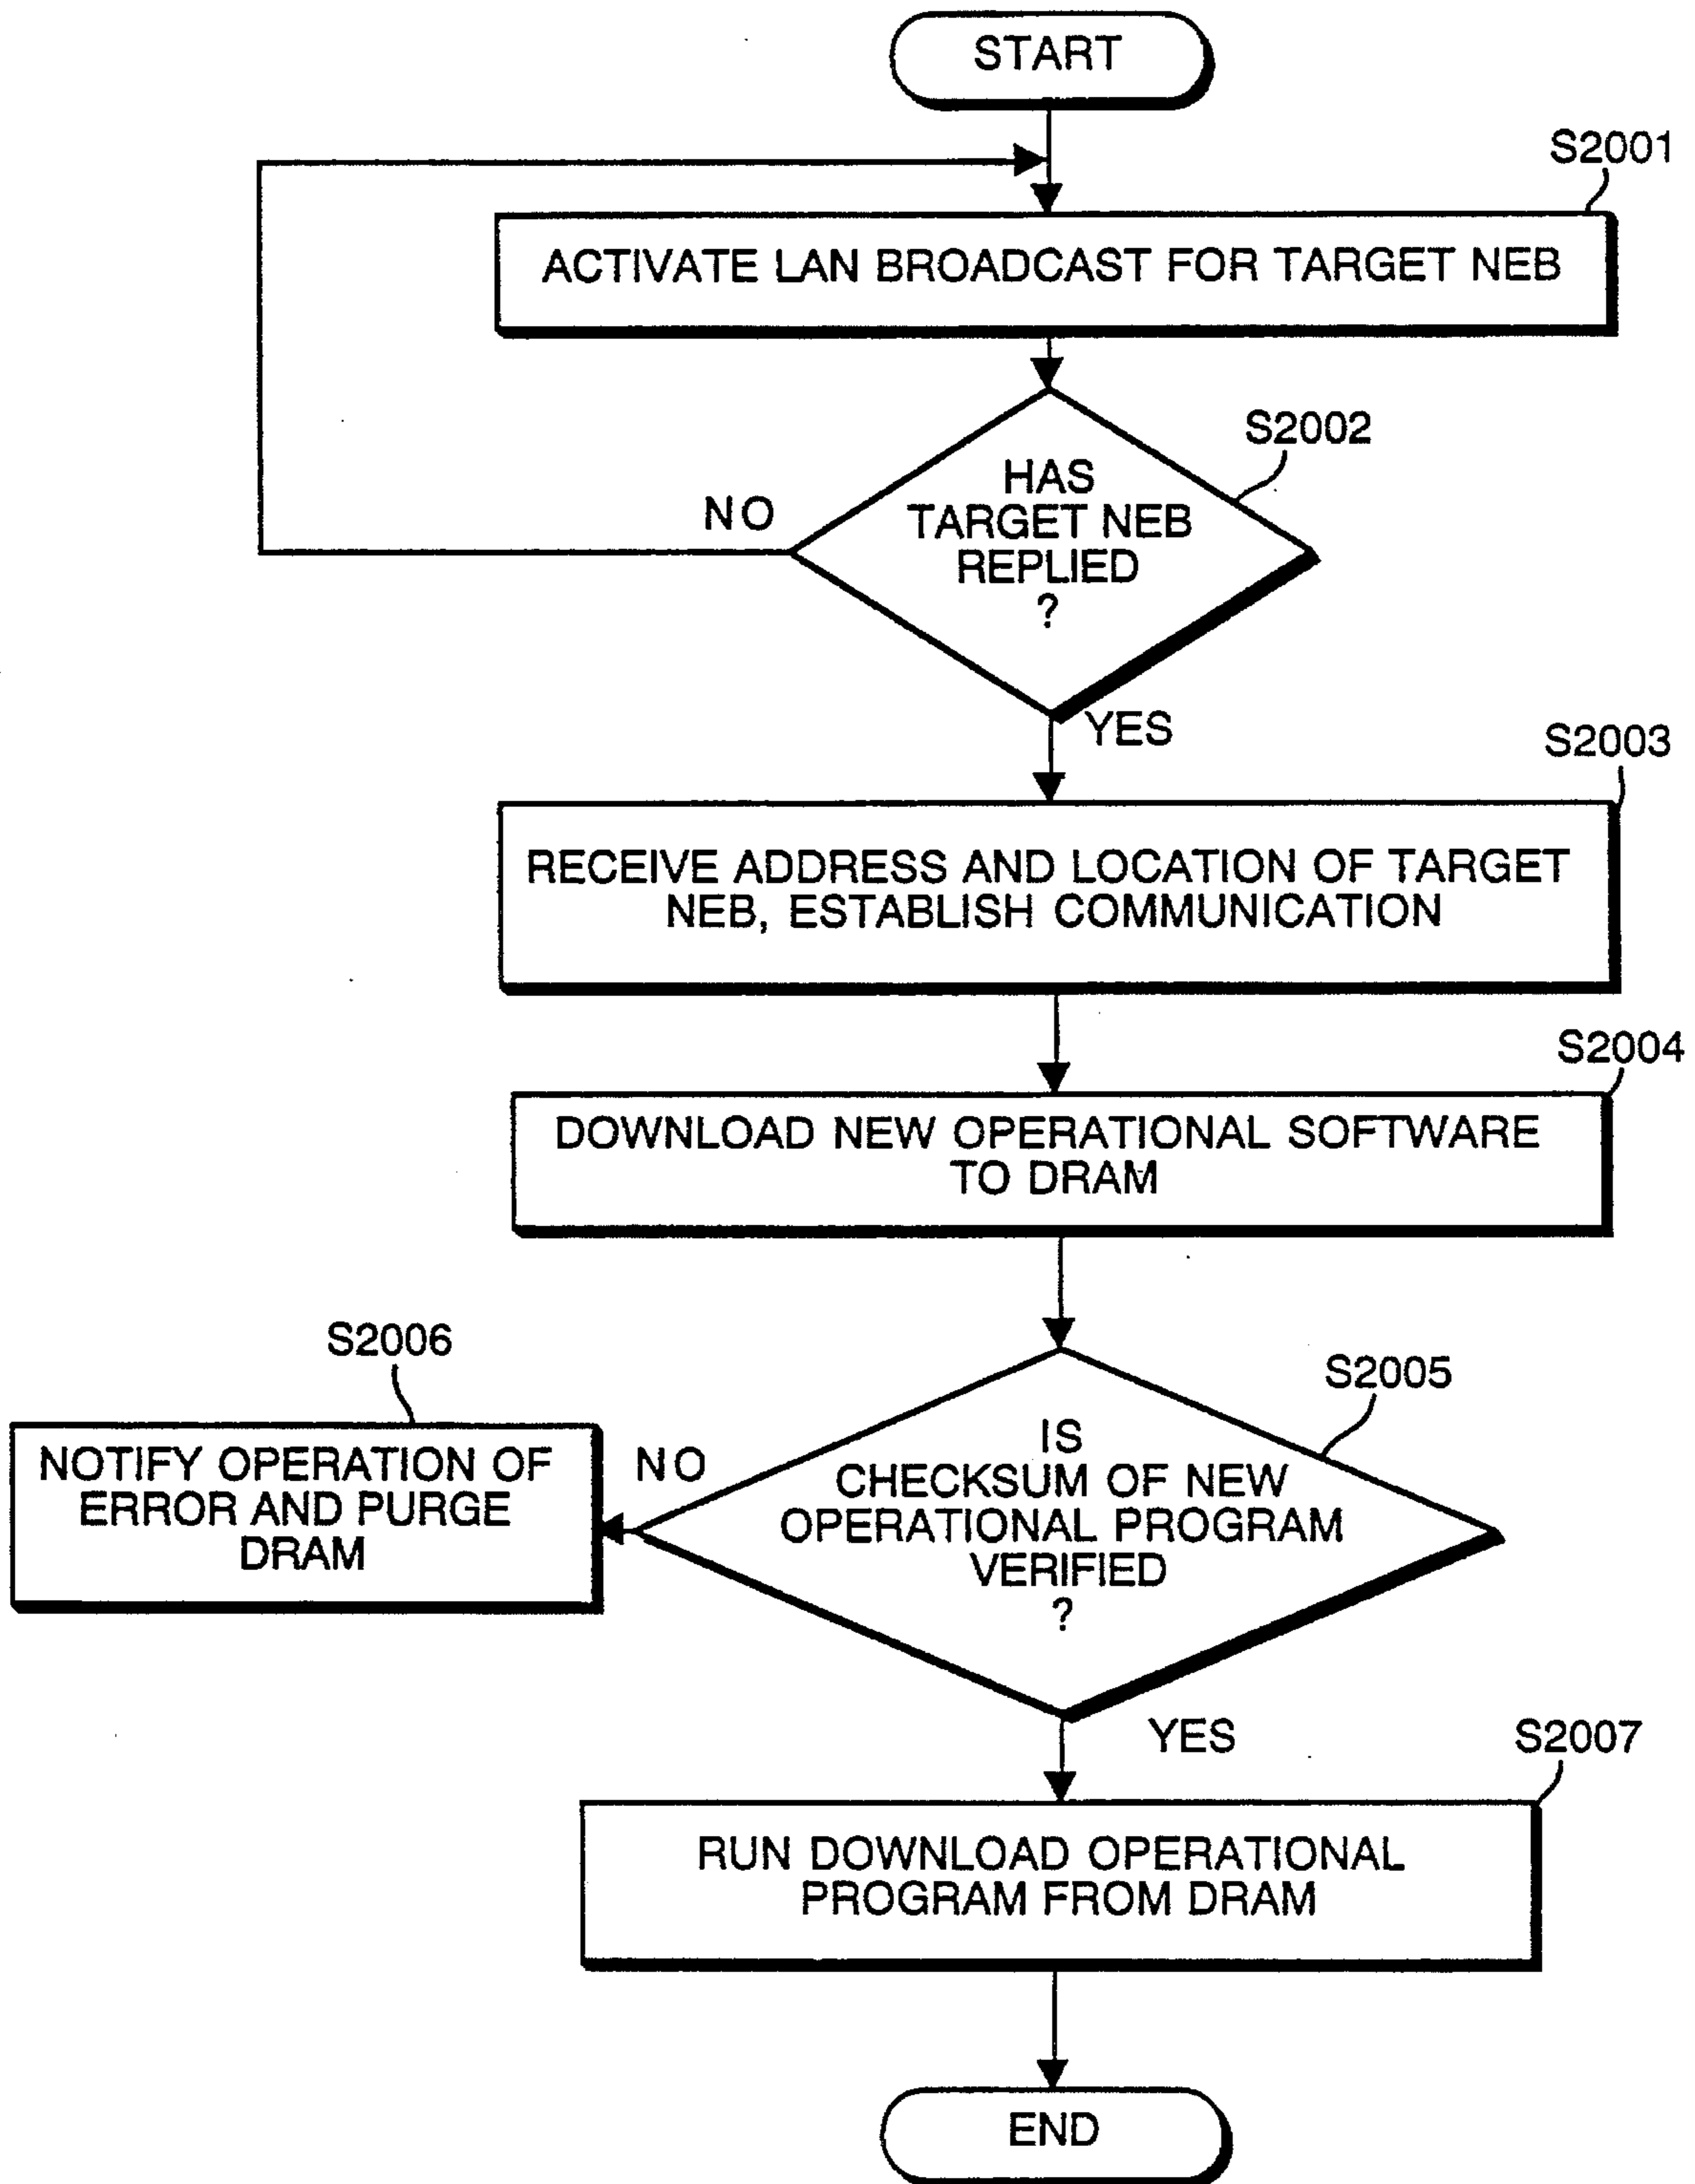 START
S2001
ACTIVATE LAN BROADCAST FOR TARGET NEB
S2002
HAS
TARGET NEB
REPLIED
?
NO
YES
S2003
RECEIVE ADDRESS AND LOCATION OF TARGET
NEB, ESTABLISH COMMUNICATION
S2004
DOWNLOAD NEW OPERATIONAL SOFTWARE
TO DRAM
S2005
IS
CHECKSUM OF NEW
OPERATIONAL PROGRAM
VERIFIED
?
NO
S2006
NOTIFY OPERATION OF
ERROR AND PURGE
DRAM
YES
S2007
RUN DOWNLOAD OPERATIONAL
PROGRAM FROM DRAM
END